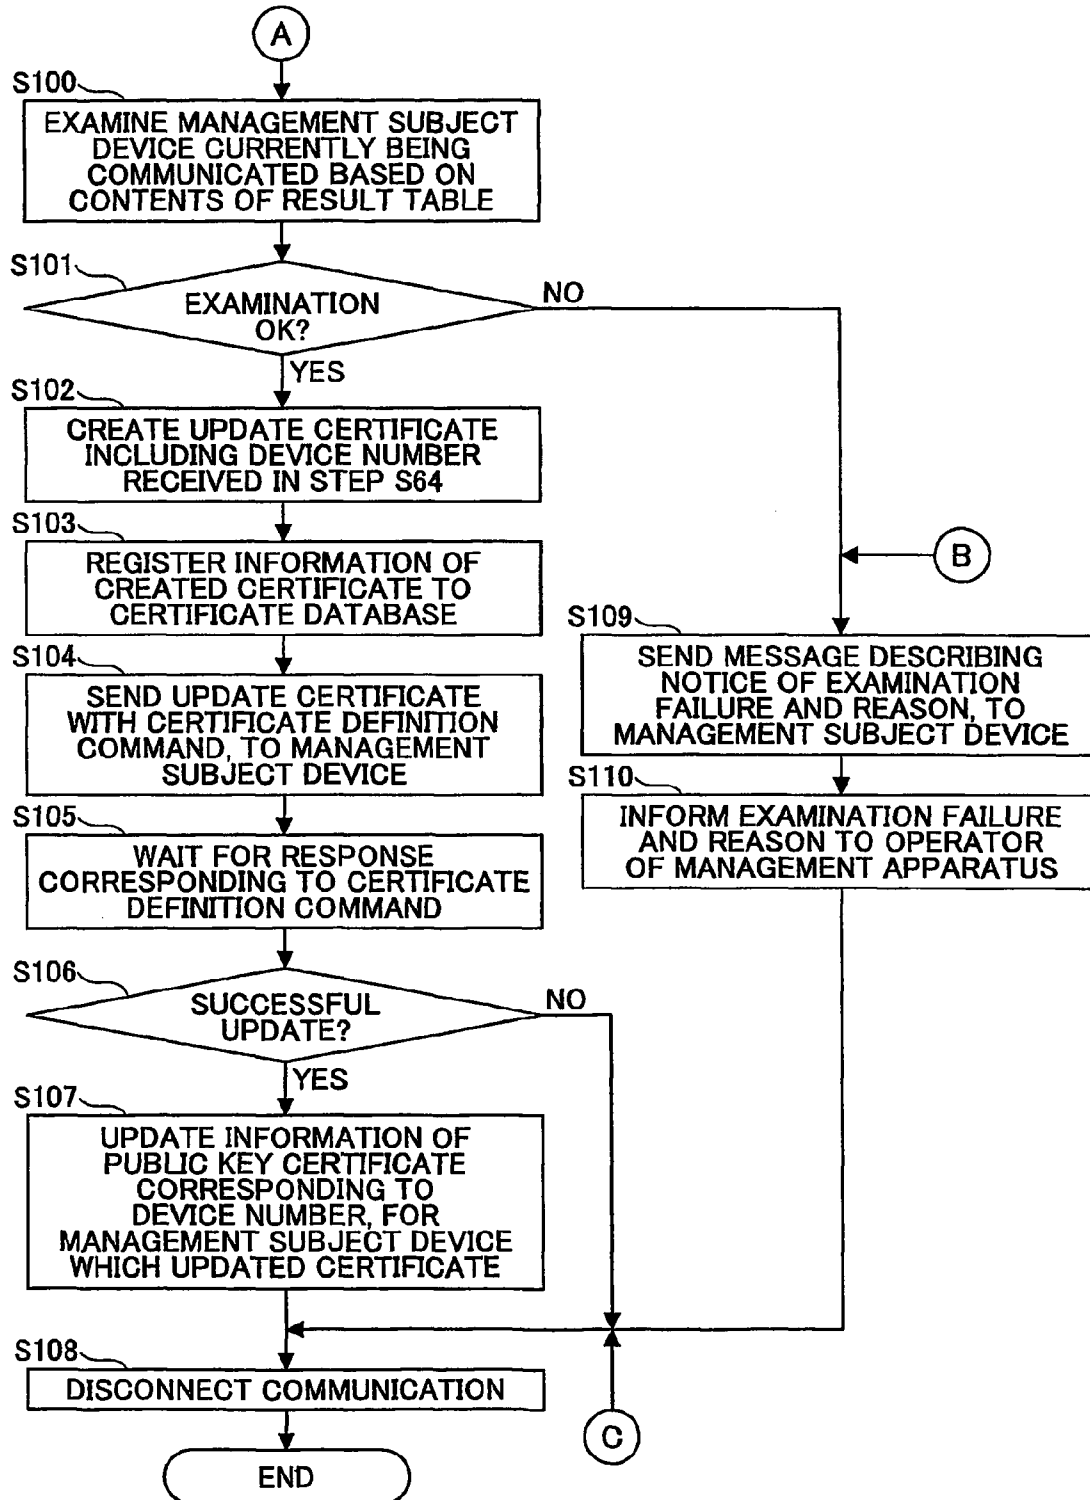 A
S100
EXAMINE MANAGEMENT SUBJECT
DEVICE CURRENTLY BEING
COMMUNICATED BASED ON
CONTENTS OF RESULT TABLE
S101
EXAMINATION
OK?
NO
YES
S102
CREATE UPDATE CERTIFICATE
INCLUDING DEVICE NUMBER
RECEIVED IN STEP S64
S103
REGISTER INFORMATION OF
CREATED CERTIFICATE TO
CERTIFICATE DATABASE
B
S104
SEND UPDATE CERTIFICATE
WITH CERTIFICATE DEFINITION
COMMAND, TO MANAGEMENT
SUBJECT DEVICE
S109
SEND MESSAGE DESCRIBING
NOTICE OF EXAMINATION
FAILURE AND REASON, TO
MANAGEMENT SUBJECT DEVICE
S105
WAIT FOR RESPONSE
CORRESPONDING TO CERTIFICATE
DEFINITION COMMAND
S110
INFORM EXAMINATION FAILURE
AND REASON TO OPERATOR
OF MANAGEMENT APPARATUS
S106
SUCCESSFUL
UPDATE?
NO
YES
S107
UPDATE INFORMATION OF
PUBLIC KEY CERTIFICATE
CORRESPONDING TO
DEVICE NUMBER, FOR
MANAGEMENT SUBJECT DEVICE
WHICH UPDATED CERTIFICATE
S108
DISCONNECT COMMUNICATION
C
END